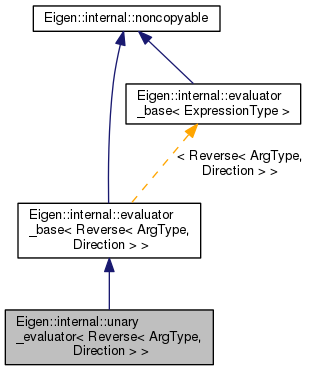 Eigen::internal::noncopyable
Eigen::internal::evaluator
_base< ExpressionType >
< Reverse< ArgType,
Direction > >
Eigen::internal::evaluator
_base< Reverse< ArgType,
Direction > >
Eigen::internal::unary
_evaluator< Reverse< ArgType,
Direction > >